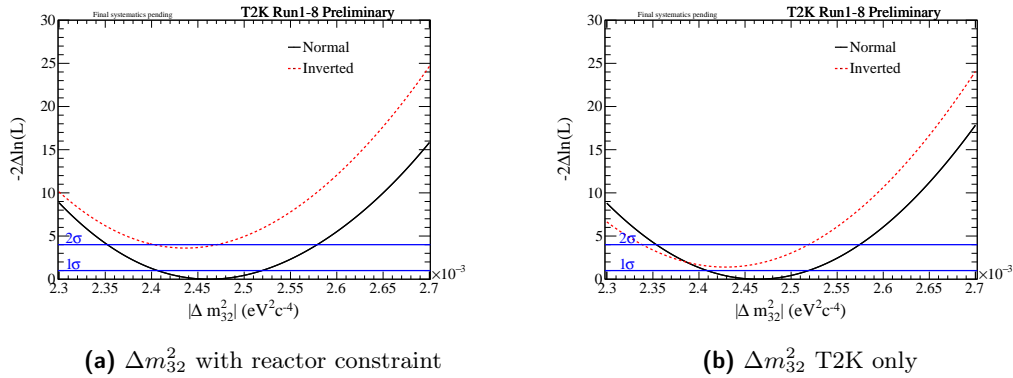 Final systematics pending T2K Run1-8 Preliminary
30
25
20
15
10
5
0
-2Δln(L)
Normal
Inverted
2σ
1σ
2.3 2.35 2.4 2.45 2.5 2.55 2.6 2.65 2.7
×10⁻³
|Δ m²₃₂| (eV²c⁻⁴)
(a) Δm²₃₂ with reactor constraint
Final systematics pending T2K Run1-8 Preliminary
30
25
20
15
10
5
0
-2Δln(L)
Normal
Inverted
2σ
1σ
2.3 2.35 2.4 2.45 2.5 2.55 2.6 2.65 2.7
×10⁻³
|Δ m²₃₂| (eV²c⁻⁴)
(b) Δm²₃₂ T2K only